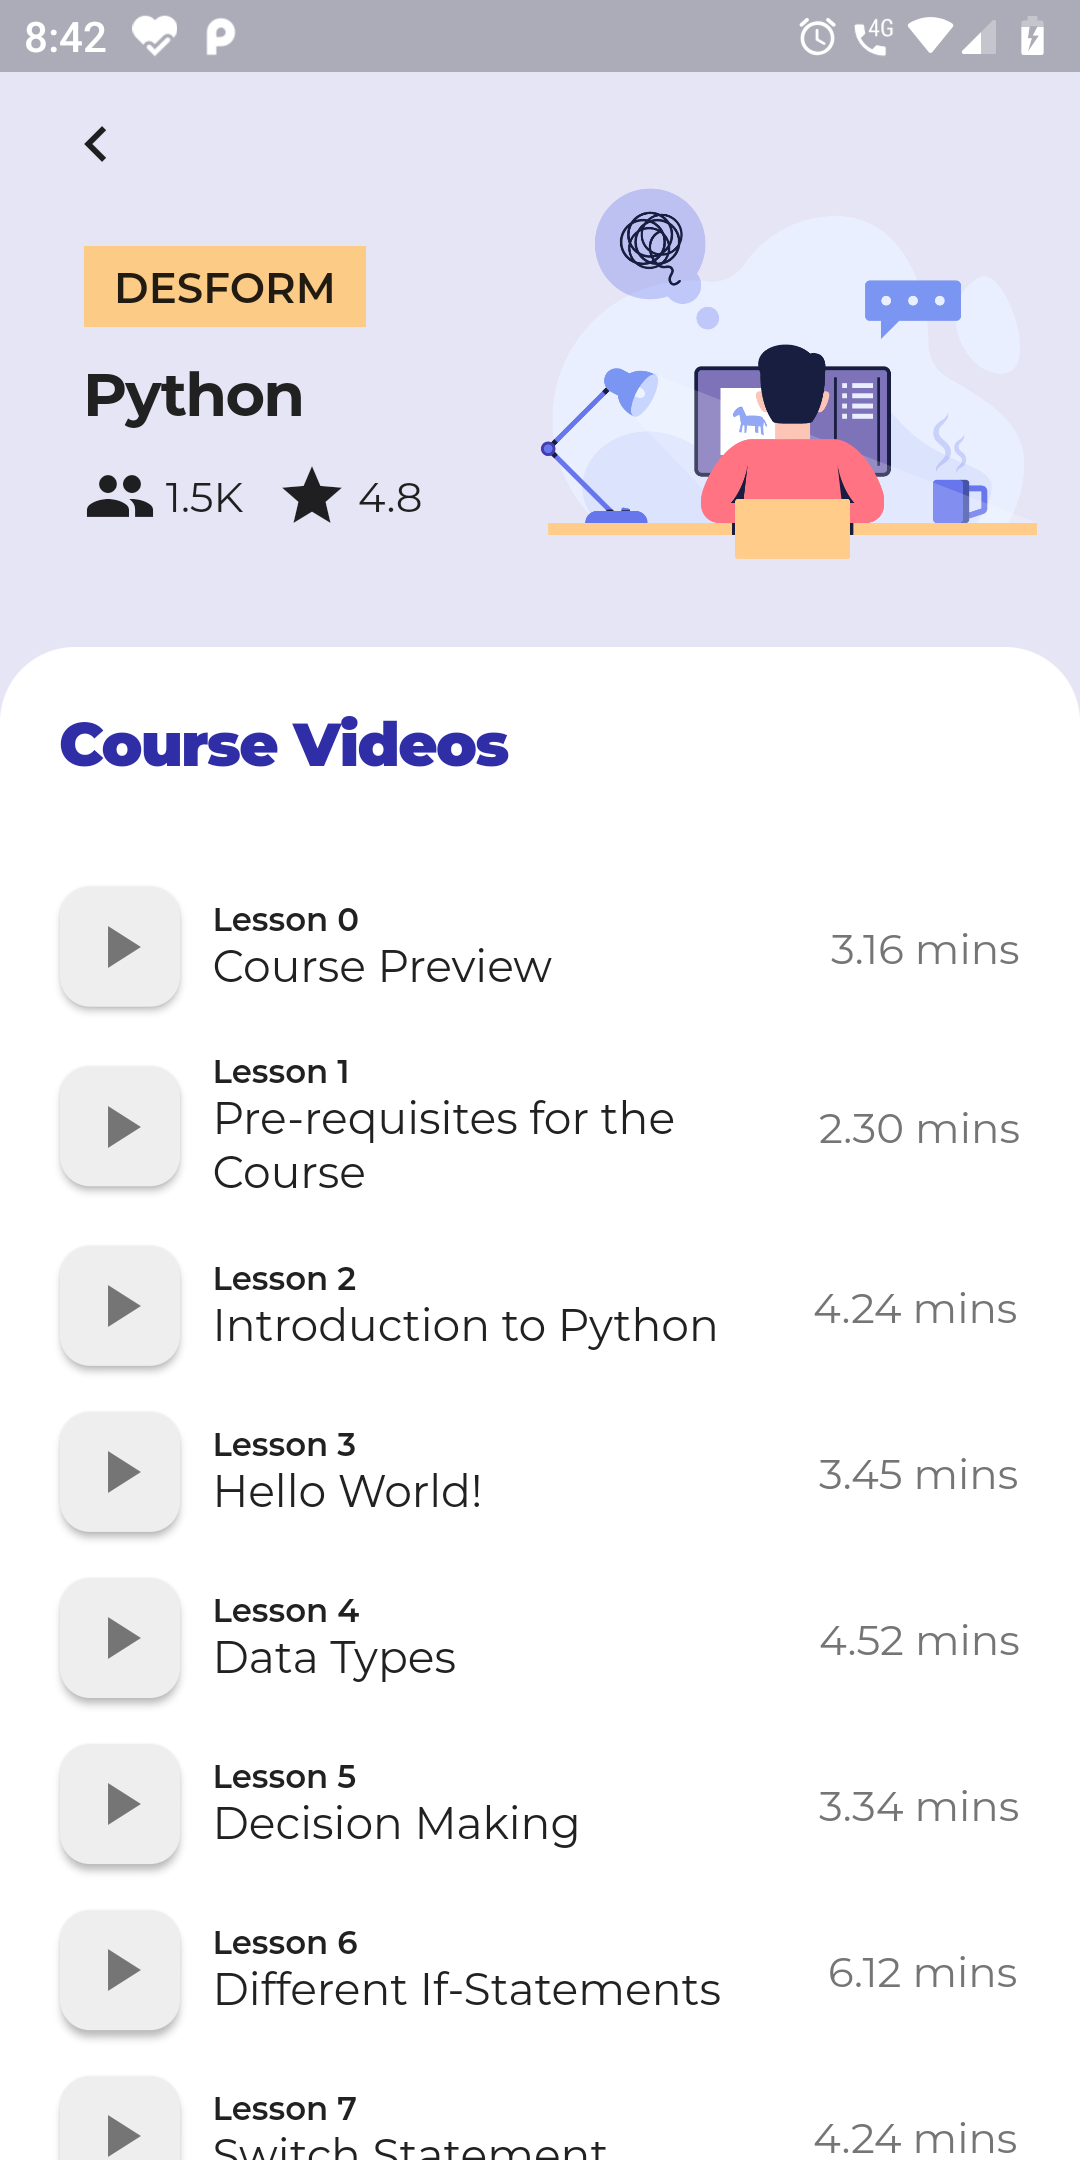 8:42
4G
DESFORM
Python
1.5K 4.8
Course Videos
Lesson 0
Course Preview
3.16 mins
Lesson 1
Pre-requisites for the
Course
2.30 mins
Lesson 2
Introduction to Python
4.24 mins
Lesson 3
Hello World!
3.45 mins
Lesson 4
Data Types
4.52 mins
Lesson 5
Decision Making
3.34 mins
Lesson 6
Different If-Statements
6.12 mins
Lesson 7
Switch Statement
4.24 mins